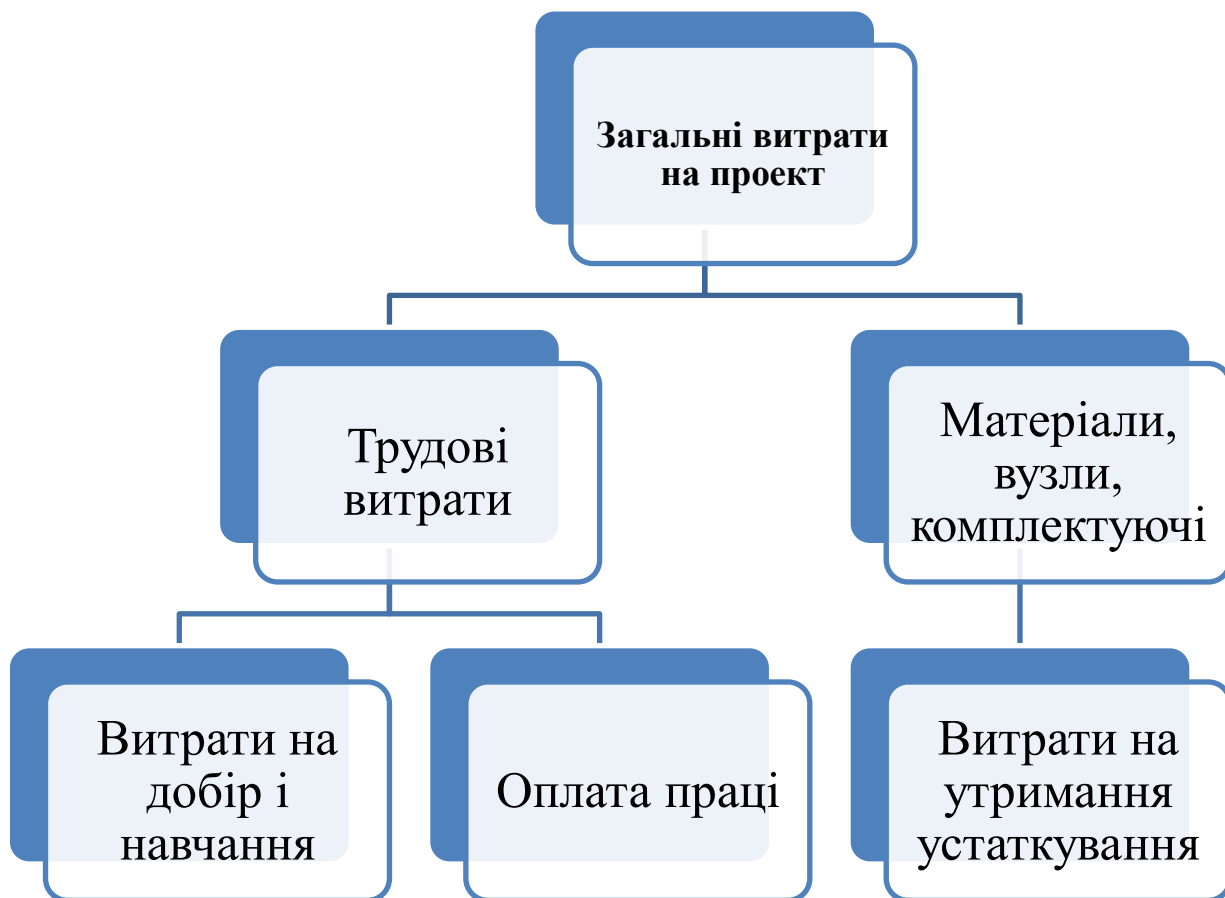 Загальні витрати
на проект
Трудові
витрати
Матеріали,
вузли,
комплектуючі
Витрати на
добір і
навчання
Оплата праці
Витрати на
утримання
устаткування